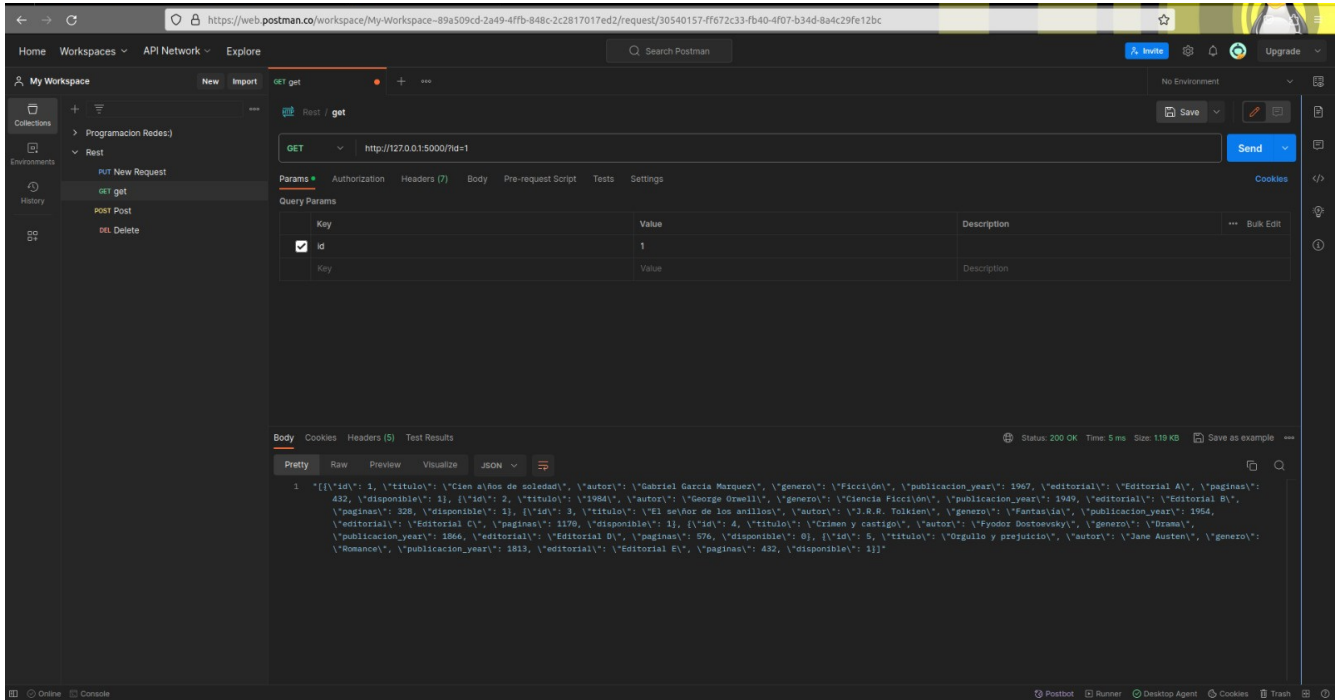 https://web.postman.co/workspace/My-Workspace~89a509cd-2a49-4ffb-848c-2c2817017ed2/request/30540157-ff672c33-fb40-4f07-b34d-8a4c29fe12bc
Home Workspaces API Network Explore Search Postman Invite Upgrade
My Workspace New Import GET get No Environment
Collections
Environments
History
Programacion Redes:)
Rest
PUT New Request
GET get
POST Post
DEL Delete
Rest / get Save
GET http://127.0.0.1:5000/?id=1 Send
Params Authorization Headers (7) Body Pre-request Script Tests Settings Cookies
Query Params
Key Value Description Bulk Edit
id 1
Key Value Description
Body Cookies Headers (5) Test Results Status: 200 OK Time: 5 ms Size: 1.19 KB Save as example
Pretty Raw Preview Visualize JSON
1 "[{\"id\": 1, \"titulo\": \"Cien a\ños de soledad\", \"autor\": \"Gabriel Garcia Marquez\", \"genero\": \"Ficci\ón\", \"publicacion_year\": 1967, \"editorial\": \"Editorial A\", \"paginas\":
432, \"disponible\": 1}, {\"id\": 2, \"titulo\": \"1984\", \"autor\": \"George Orwell\", \"genero\": \"Ciencia Ficci\ón\", \"publicacion_year\": 1949, \"editorial\": \"Editorial B\",
\"paginas\": 328, \"disponible\": 1}, {\"id\": 3, \"titulo\": \"El se\ñor de los anillos\", \"autor\": \"J.R.R. Tolkien\", \"genero\": \"Fantas\ía\", \"publicacion_year\": 1954,
\"editorial\": \"Editorial C\", \"paginas\": 1170, \"disponible\": 1}, {\"id\": 4, \"titulo\": \"Crimen y castigo\", \"autor\": \"Fyodor Dostoevsky\", \"genero\": \"Drama\",
\"publicacion_year\": 1866, \"editorial\": \"Editorial D\", \"paginas\": 576, \"disponible\": 0}, {\"id\": 5, \"titulo\": \"Orgullo y prejuicio\", \"autor\": \"Jane Austen\", \"genero\":
\"Romance\", \"publicacion_year\": 1813, \"editorial\": \"Editorial E\", \"paginas\": 432, \"disponible\": 1}]"
Online Console Postbot Runner Desktop Agent Cookies Trash